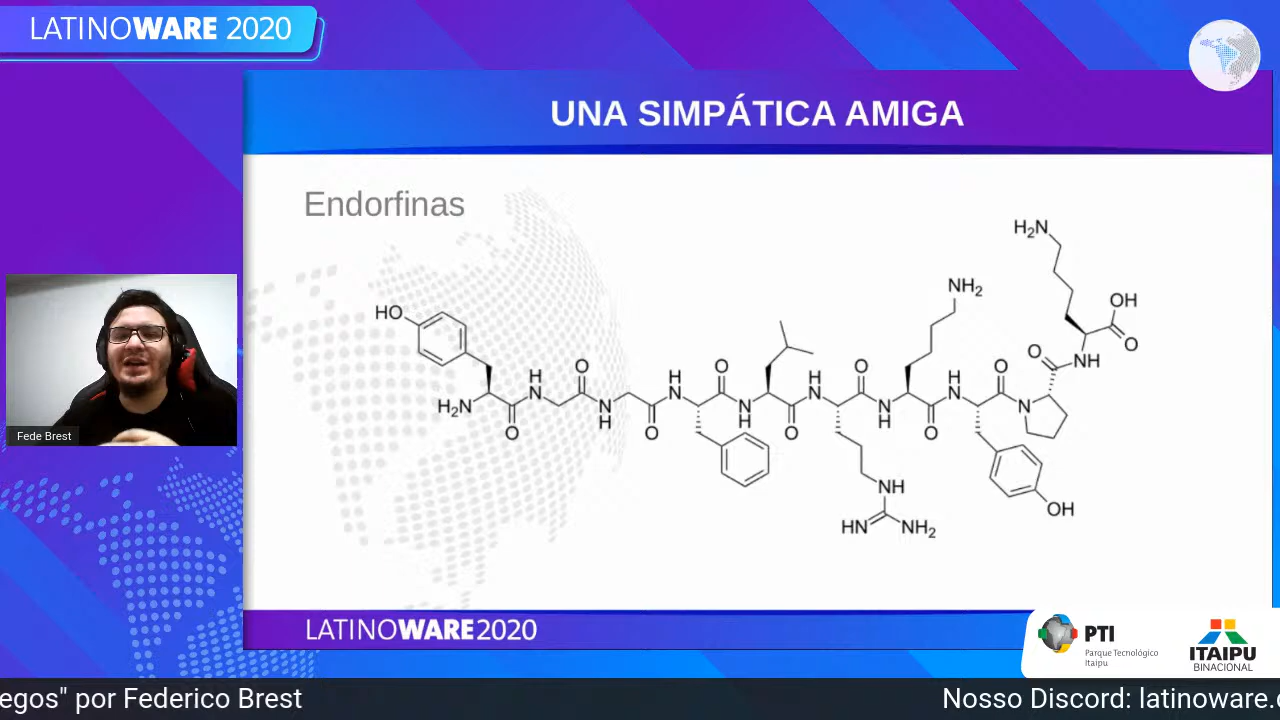 LATINOWARE 2020
UNA SIMPÁTICA AMIGA
Endorfinas
H₂N
NH₂
OH
HO
O
O
O
O
O
O
H
N
H
N
H
N
H
N
NH
O
H₂N
O
N
H
O
N
H
O
N
H
O
N
NH
HN
NH₂
OH
Fede Brest
LATINOWARE2020
PTI
Parque Tecnológico
Itaipu
ITAIPU
BINACIONAL
egos" por Federico Brest
Nosso Discord: latinoware.